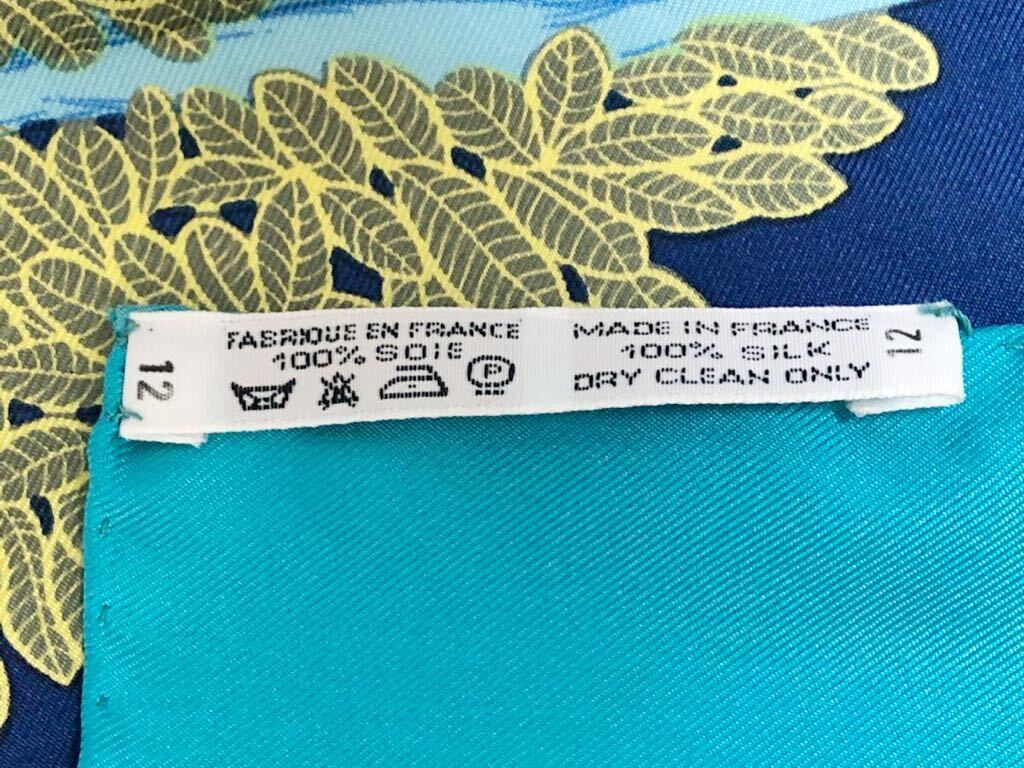 12
FABRIQUE EN FRANCE
100% SOIE
P
MADE IN FRANCE
100% SILK
DRY CLEAN ONLY
12